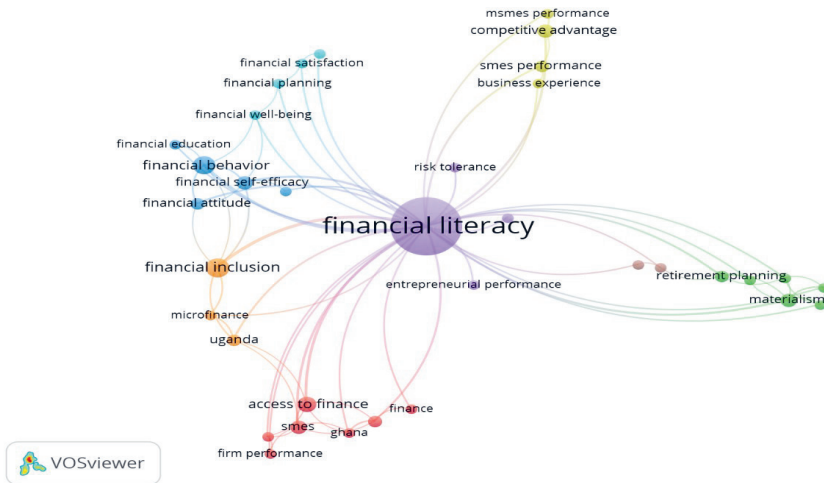 msmes performance
competitive advantage
financial satisfaction
smes performance
financial planning
business experience
financial well-being
financial education
financial behavior
risk tolerance
financial self-efficacy
financial attitude
financial literacy
financial inclusion
retirement planning
entrepreneurial performance
materialism
microfinance
uganda
access to finance
finance
smes
ghana
firm performance
VOSviewer